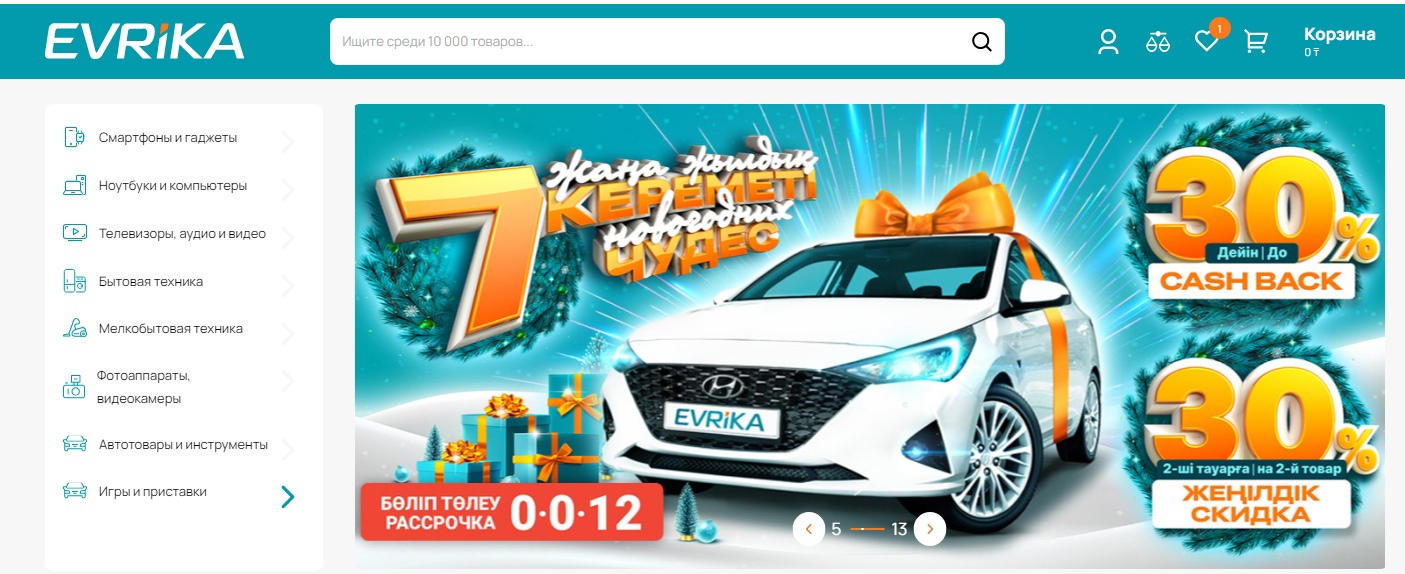 EVRiKA
Ищите среди 10 000 товаров...
1
Корзина
0 ₸
Смартфоны и гаджеты
Ноутбуки и компьютеры
Телевизоры, аудио и видео
Бытовая техника
Мелкобытовая техника
Фотоаппараты,
видеокамеры
Автотовары и инструменты
Игры и приставки
7
жаңа жылдық
КЕРЕМЕТІ
новогодних
ЧУДЕС
EVRiKA
БӨЛІП ТӨЛЕУ
РАССРОЧКА
0·0·12
5
13
30%
Дейін | До
CASH BACK
30%
2-ші тауарға | на 2-й товар
ЖЕҢІЛДІК
СКИДКА